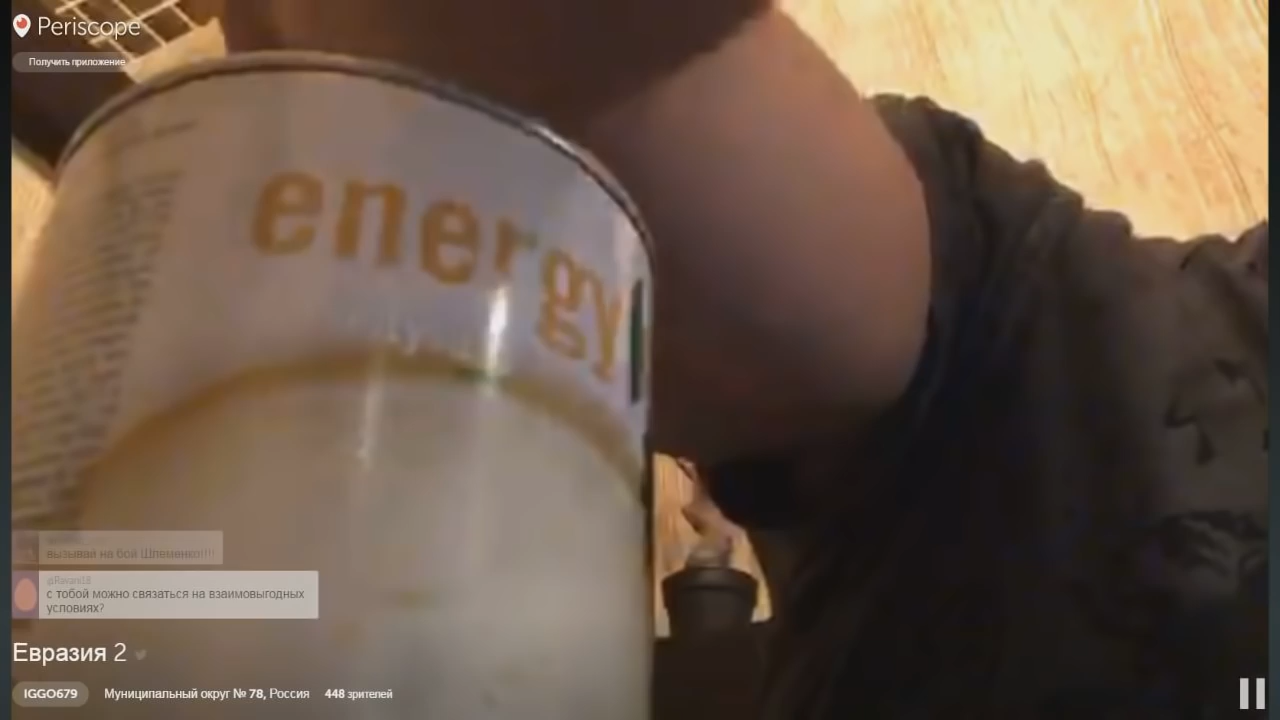 Periscope
Получить приложение
energy
вызывай на бой Шлеменко!!!!
с тобой можно связаться на взаимовыгодных
условиях?
Евразия 2
IGGO679 Муниципальный округ № 78, Россия 448 зрителей